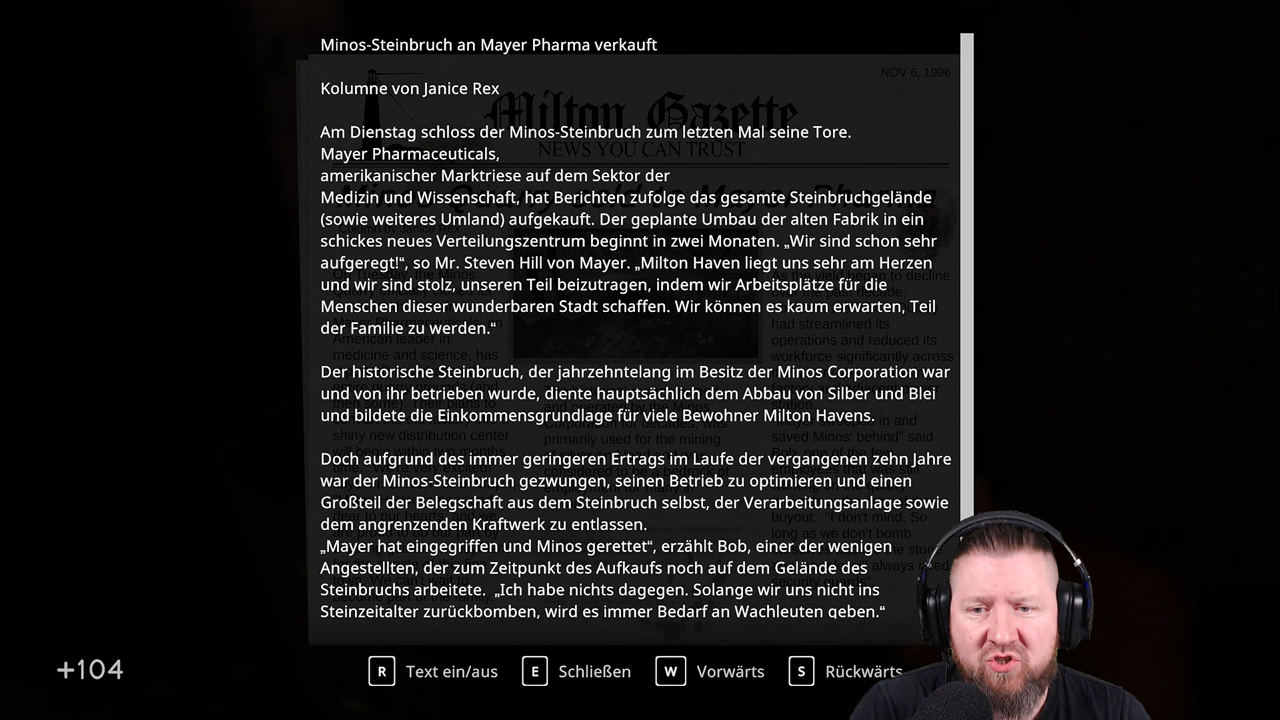 Minos-Steinbruch an Mayer Pharma verkauft
NOV 6, 1996
Kolumne von Janice Rex
Milton Gazette
Am Dienstag schloss der Minos-Steinbruch zum letzten Mal seine Tore.
NEWS YOU CAN TRUST
Mayer Pharmaceuticals,
amerikanischer Marktriese auf dem Sektor der
Medizin und Wissenschaft, hat Berichten zufolge das gesamte Steinbruchgelände
(sowie weiteres Umland) aufgekauft. Der geplante Umbau der alten Fabrik in ein
schickes neues Verteilungszentrum beginnt in zwei Monaten. „Wir sind schon sehr
aufgeregt!“, so Mr. Steven Hill von Mayer. „Milton Haven liegt uns sehr am Herzen
und wir sind stolz, unseren Teil beizutragen, indem wir Arbeitsplätze für die
Menschen dieser wunderbaren Stadt schaffen. Wir können es kaum erwarten, Teil
der Familie zu werden.“
Der historische Steinbruch, der jahrzehntelang im Besitz der Minos Corporation war
und von ihr betrieben wurde, diente hauptsächlich dem Abbau von Silber und Blei
und bildete die Einkommensgrundlage für viele Bewohner Milton Havens.
Doch aufgrund des immer geringeren Ertrags im Laufe der vergangenen zehn Jahre
war der Minos-Steinbruch gezwungen, seinen Betrieb zu optimieren und einen
Großteil der Belegschaft aus dem Steinbruch selbst, der Verarbeitungsanlage sowie
dem angrenzenden Kraftwerk zu entlassen.
„Mayer hat eingegriffen und Minos gerettet“, erzählt Bob, einer der wenigen
Angestellten, der zum Zeitpunkt des Aufkaufs noch auf dem Gelände des
Steinbruchs arbeitete. „Ich habe nichts dagegen. Solange wir uns nicht ins
Steinzeitalter zurückbomben, wird es immer Bedarf an Wachleuten geben.“
+104
R Text ein/aus E Schließen W Vorwärts S Rückwärts